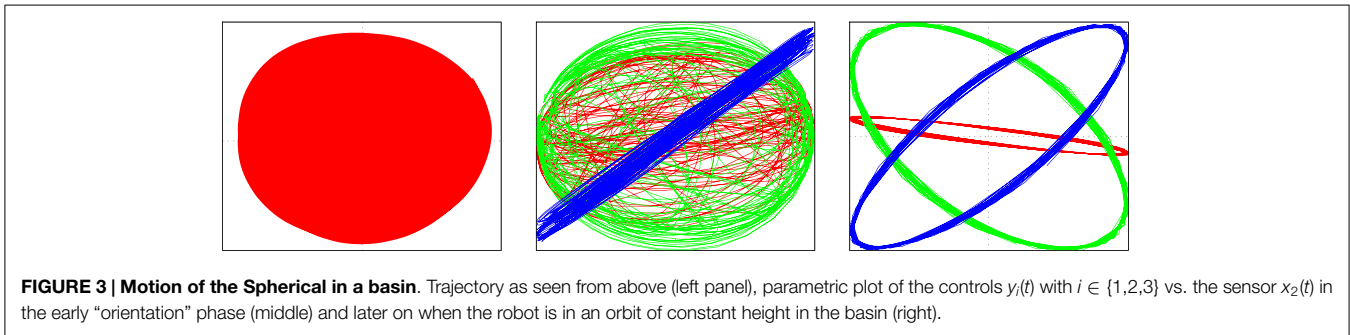 FIGURE 3 | Motion of the Spherical in a basin. Trajectory as seen from above (left panel), parametric plot of the controls yᵢ(t) with i ∈ {1,2,3} vs. the sensor x₂(t) in
the early “orientation” phase (middle) and later on when the robot is in an orbit of constant height in the basin (right).